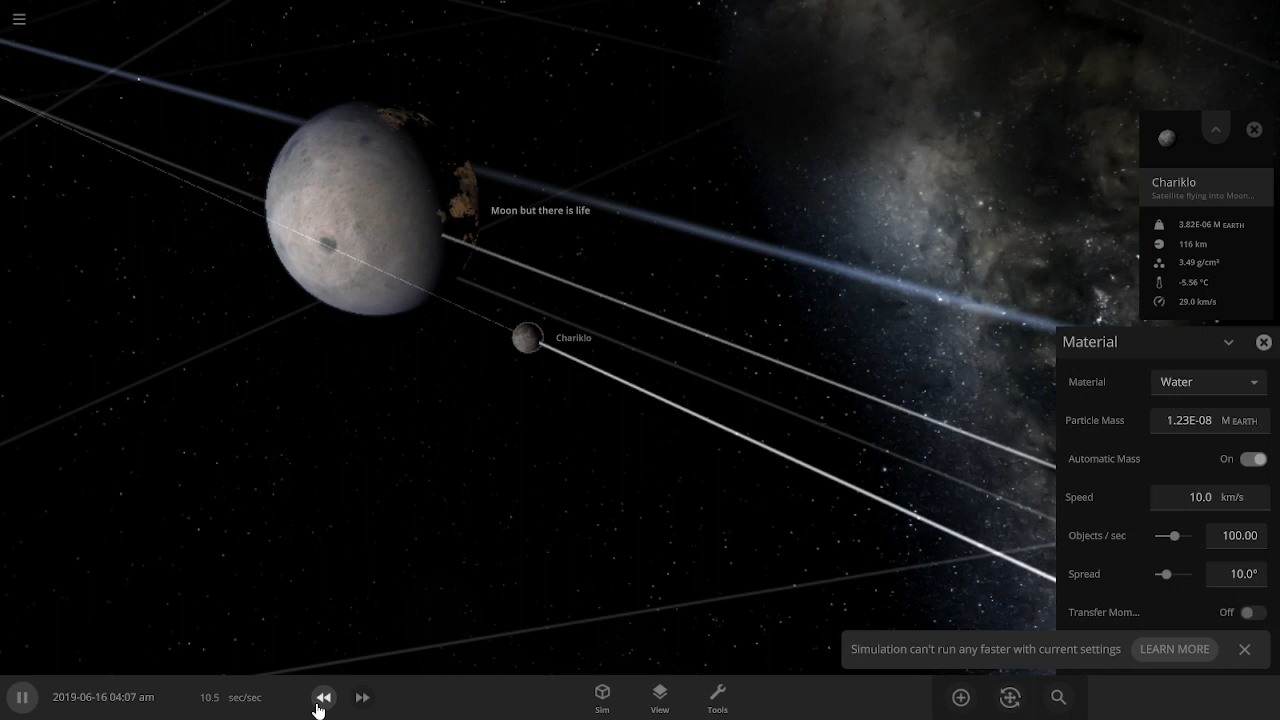 Moon but there is life
Chariklo
Chariklo
Satellite flying into Moon...
3.82E-06 M EARTH
116 km
3.49 g/cm³
-5.56 °C
29.0 km/s
Material
Material Water
Particle Mass 1.23E-08 M EARTH
Automatic Mass On
Speed 10.0 km/s
Objects / sec 100.00
Spread 10.0°
Transfer Mom... Off
Simulation can't run any faster with current settings LEARN MORE
2019-06-16 04:07 am 10.5 sec/sec
Sim View Tools